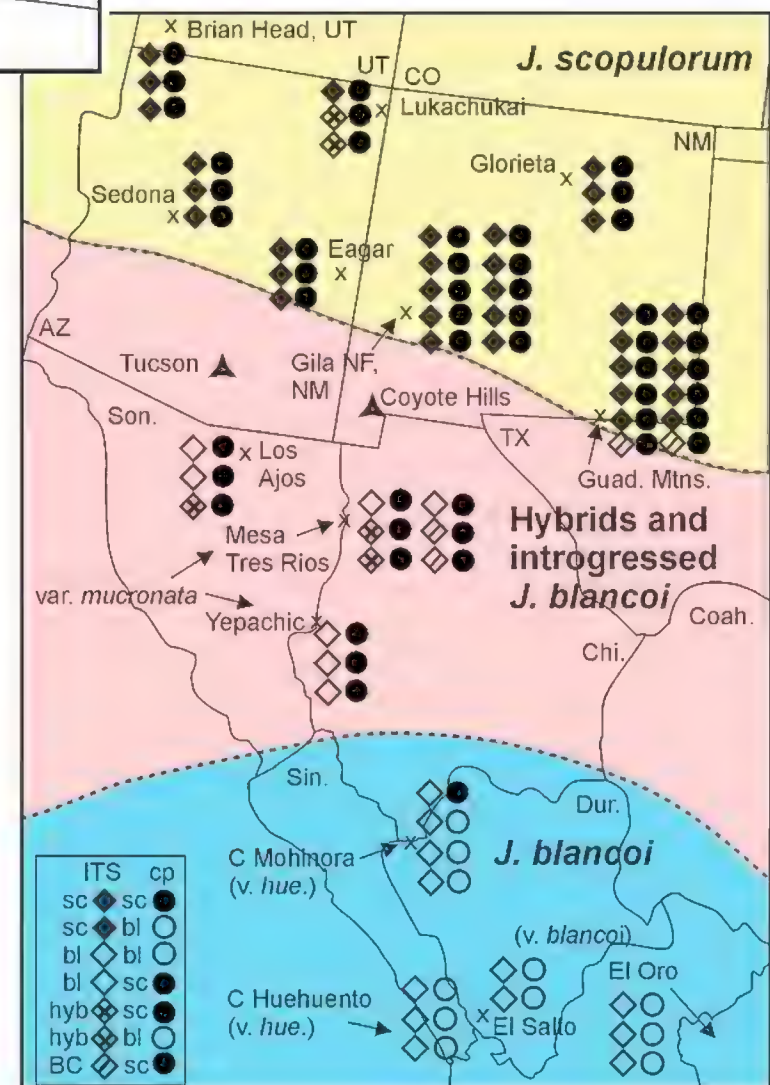 Brian Head, UT
J. scopulorum
UT
CO
Lukachukai
NM
Glorieta
Sedona
Eagar
AZ
Tucson
Gila NF,
NM
Coyote Hills
Son.
TX
Los
Ajos
Guad. Mtns.
Mesa
Tres Rios
Hybrids and
introgressed
J. blancoi
var. mucronata
Yepachic
Coah.
Chi.
Sin.
Dur.
C Mohinora
(v. hue.)
J. blancoi
(v. blancoi)
El Oro
C Huehuento
(v. hue.)
El Salto
ITS cp
sc sc
sc bl
bl bl
bl sc
hyb sc
hyb bl
BC sc